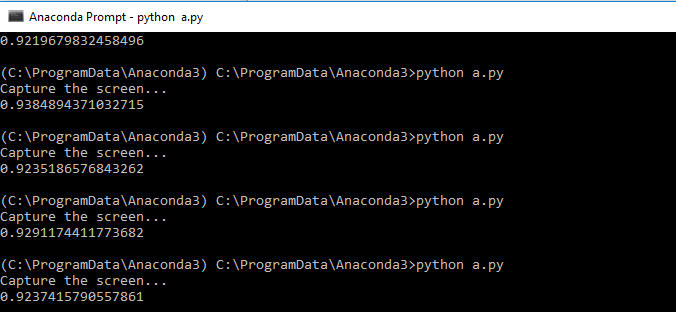 Anaconda Prompt - python  a.py
0.9219679832458496
(C:\ProgramData\Anaconda3) C:\ProgramData\Anaconda3>python a.py
Capture the screen...
0.9384894371032715
(C:\ProgramData\Anaconda3) C:\ProgramData\Anaconda3>python a.py
Capture the screen...
0.9235186576843262
(C:\ProgramData\Anaconda3) C:\ProgramData\Anaconda3>python a.py
Capture the screen...
0.9291174411773682
(C:\ProgramData\Anaconda3) C:\ProgramData\Anaconda3>python a.py
Capture the screen...
0.9237415790557861